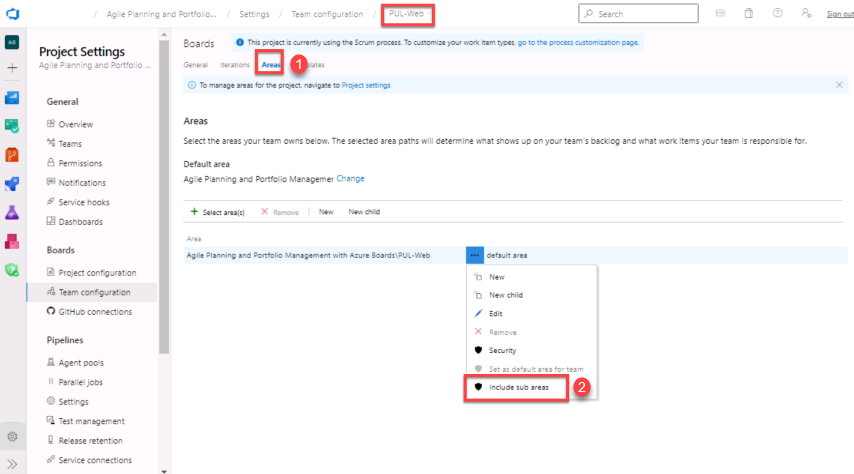 / Agile Planning and Portfolio... / Settings / Team configuration / PUL-Web
Search
Sign out
AB
Project Settings
Agile Planning and Portfolio ...
General
Overview
Teams
Permissions
Notifications
Service hooks
Dashboards
Boards
Project configuration
Team configuration
GitHub connections
Pipelines
Agent pools
Parallel jobs
Settings
Test management
Release retention
Service connections
Boards
This project is currently using the Scrum process. To customize your work item types, go to the process customization page.
General Iterations Areas 1 lates
To manage areas for the project, navigate to Project settings
Areas
Select the areas your team owns below. The selected area paths will determine what shows up on your team's backlog and what work items your team is responsible for.
Default area
Agile Planning and Portfolio Managemer Change
Select area(s) Remove New New child
Area
Agile Planning and Portfolio Management with Azure Boards\PUL-Web ... default area
New
New child
Edit
Remove
Security
Set as default area for team
Include sub areas 2